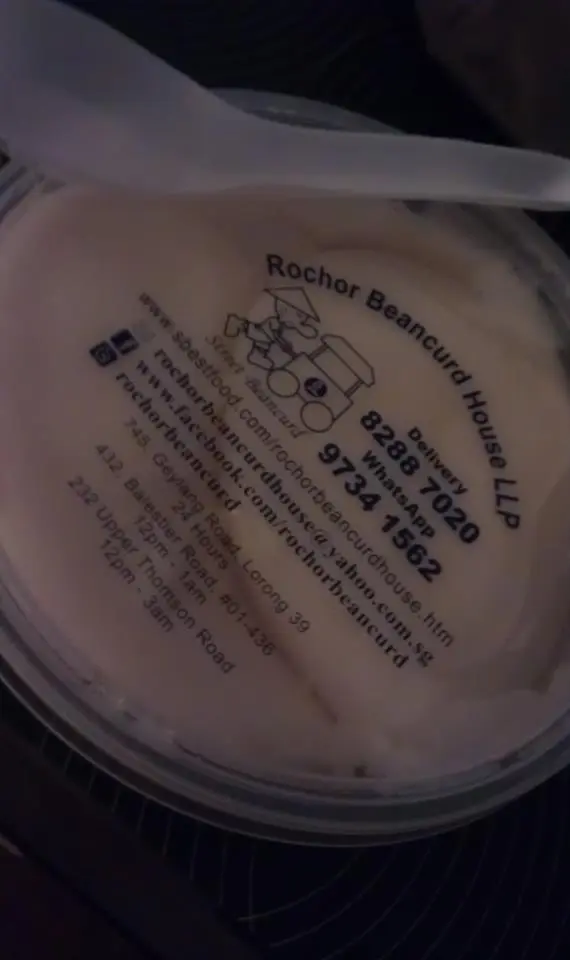 Rochor Beancurd House LLP
Delivery
8288 7020
WhatsApp
9734 1562
Street Beancurd
www.sbestfood.com/rochorbeancurdhouse.htm
rochorbeancurdhouse@yahoo.com.sg
www.facebook.com/rochorbeancurd
rochorbeancurd
745, Geylang Road, Lorong 39
24 Hours
432, Balestier Road, #01-436
12pm - 1am
232 Upper Thomson Road
12pm - 3am